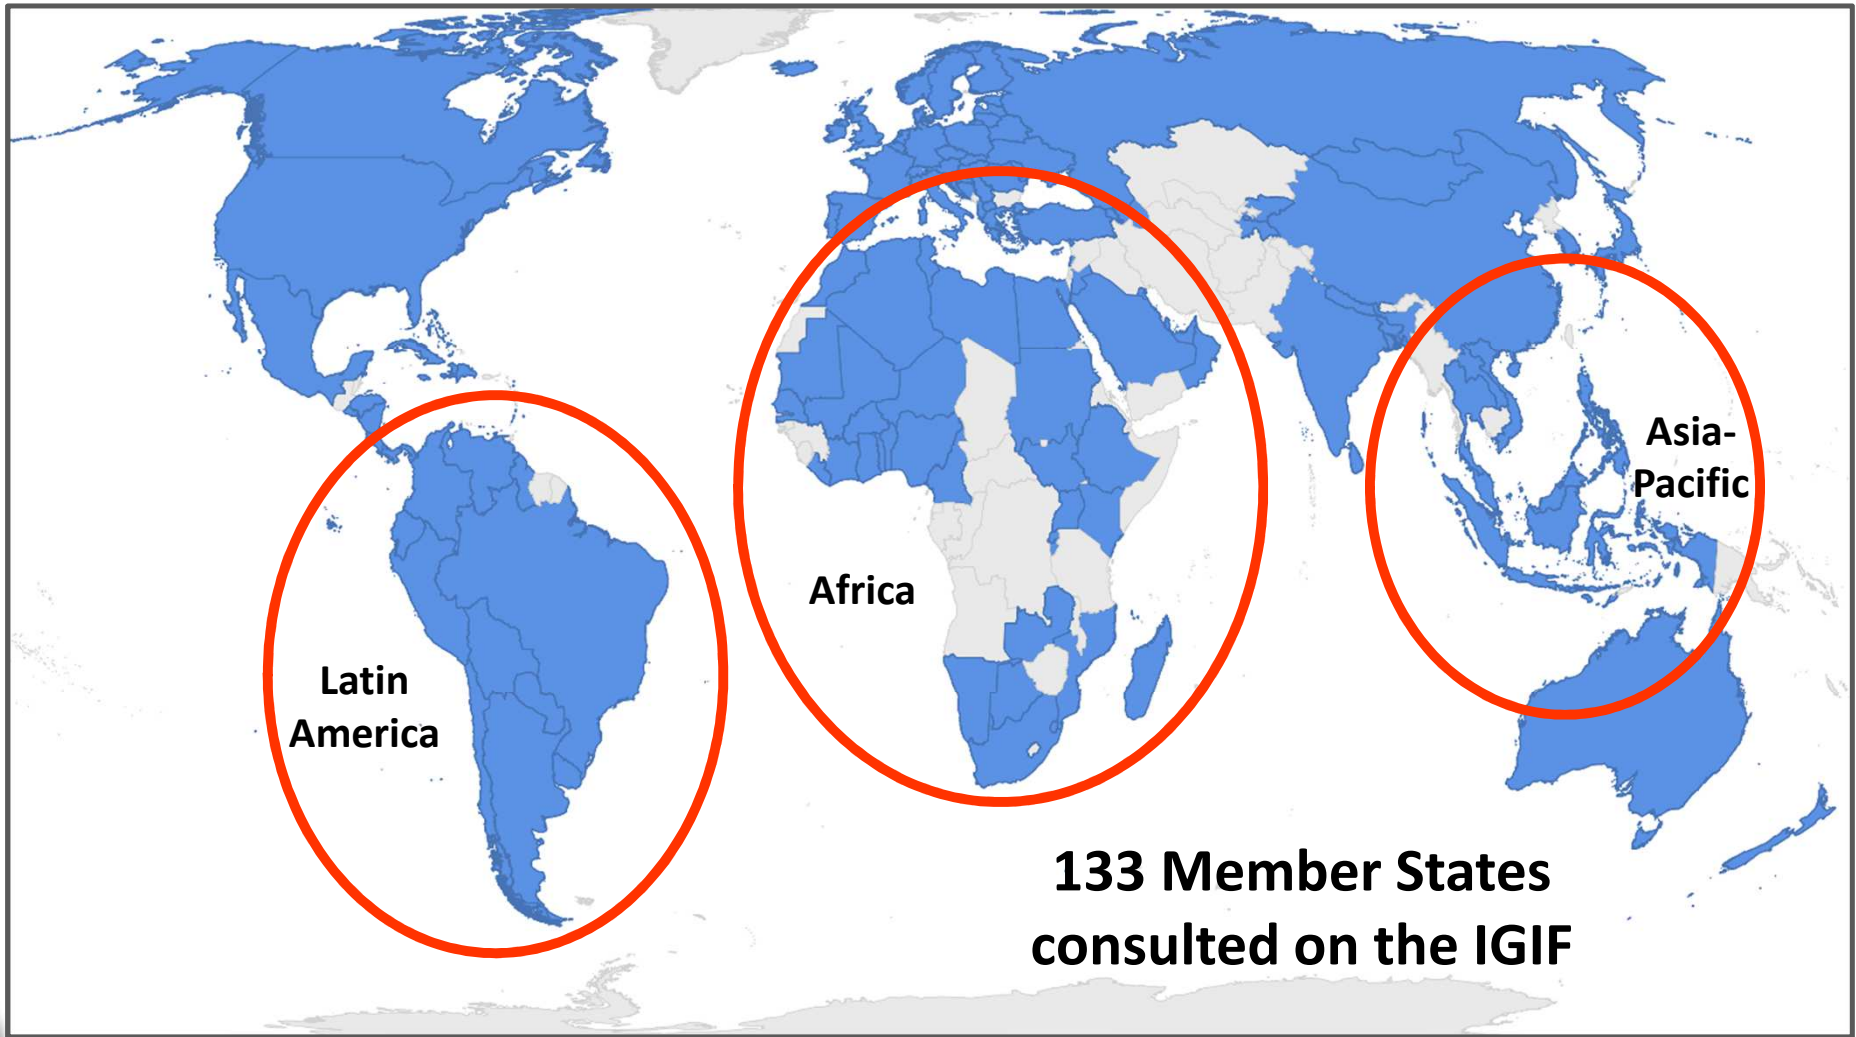 Asia-
Pacific
Africa
Latin
America
133 Member States
consulted on the IGIF